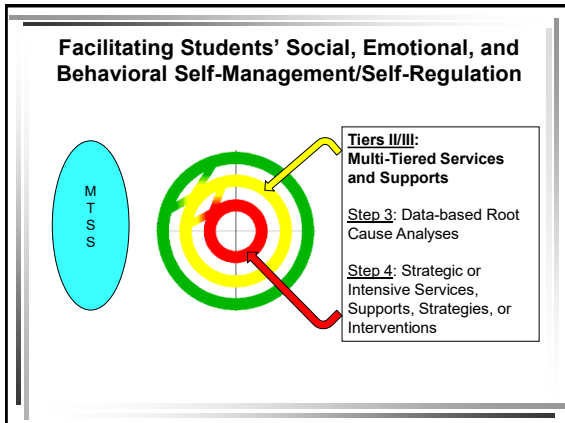 Facilitating Students' Social, Emotional, and
Behavioral Self-Management/Self-Regulation
M
T
S
S
Tiers II/III:
Multi-Tiered Services
and Supports
Step 3: Data-based Root
Cause Analyses
Step 4: Strategic or
Intensive Services,
Supports, Strategies, or
Interventions